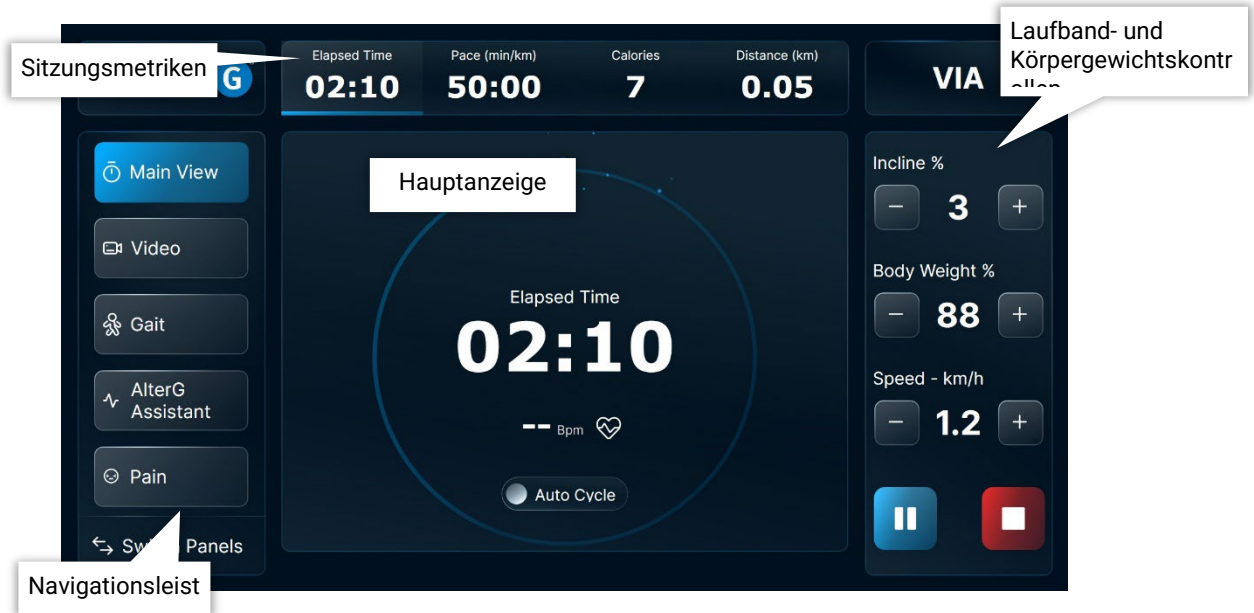 Laufband- und
Körpergewichtskontr
ollen
Sitzungsmetriken
G
Elapsed Time
02:10
Pace (min/km)
50:00
Calories
7
Distance (km)
0.05
VIA
Main View
Video
Gait
AlterG
Assistant
Pain
Panels
Navigationsleist
Hauptanzeige
Elapsed Time
02:10
-- Bpm
Auto Cycle
Incline %
− 3 +
Body Weight %
− 88 +
Speed - km/h
− 1.2 +